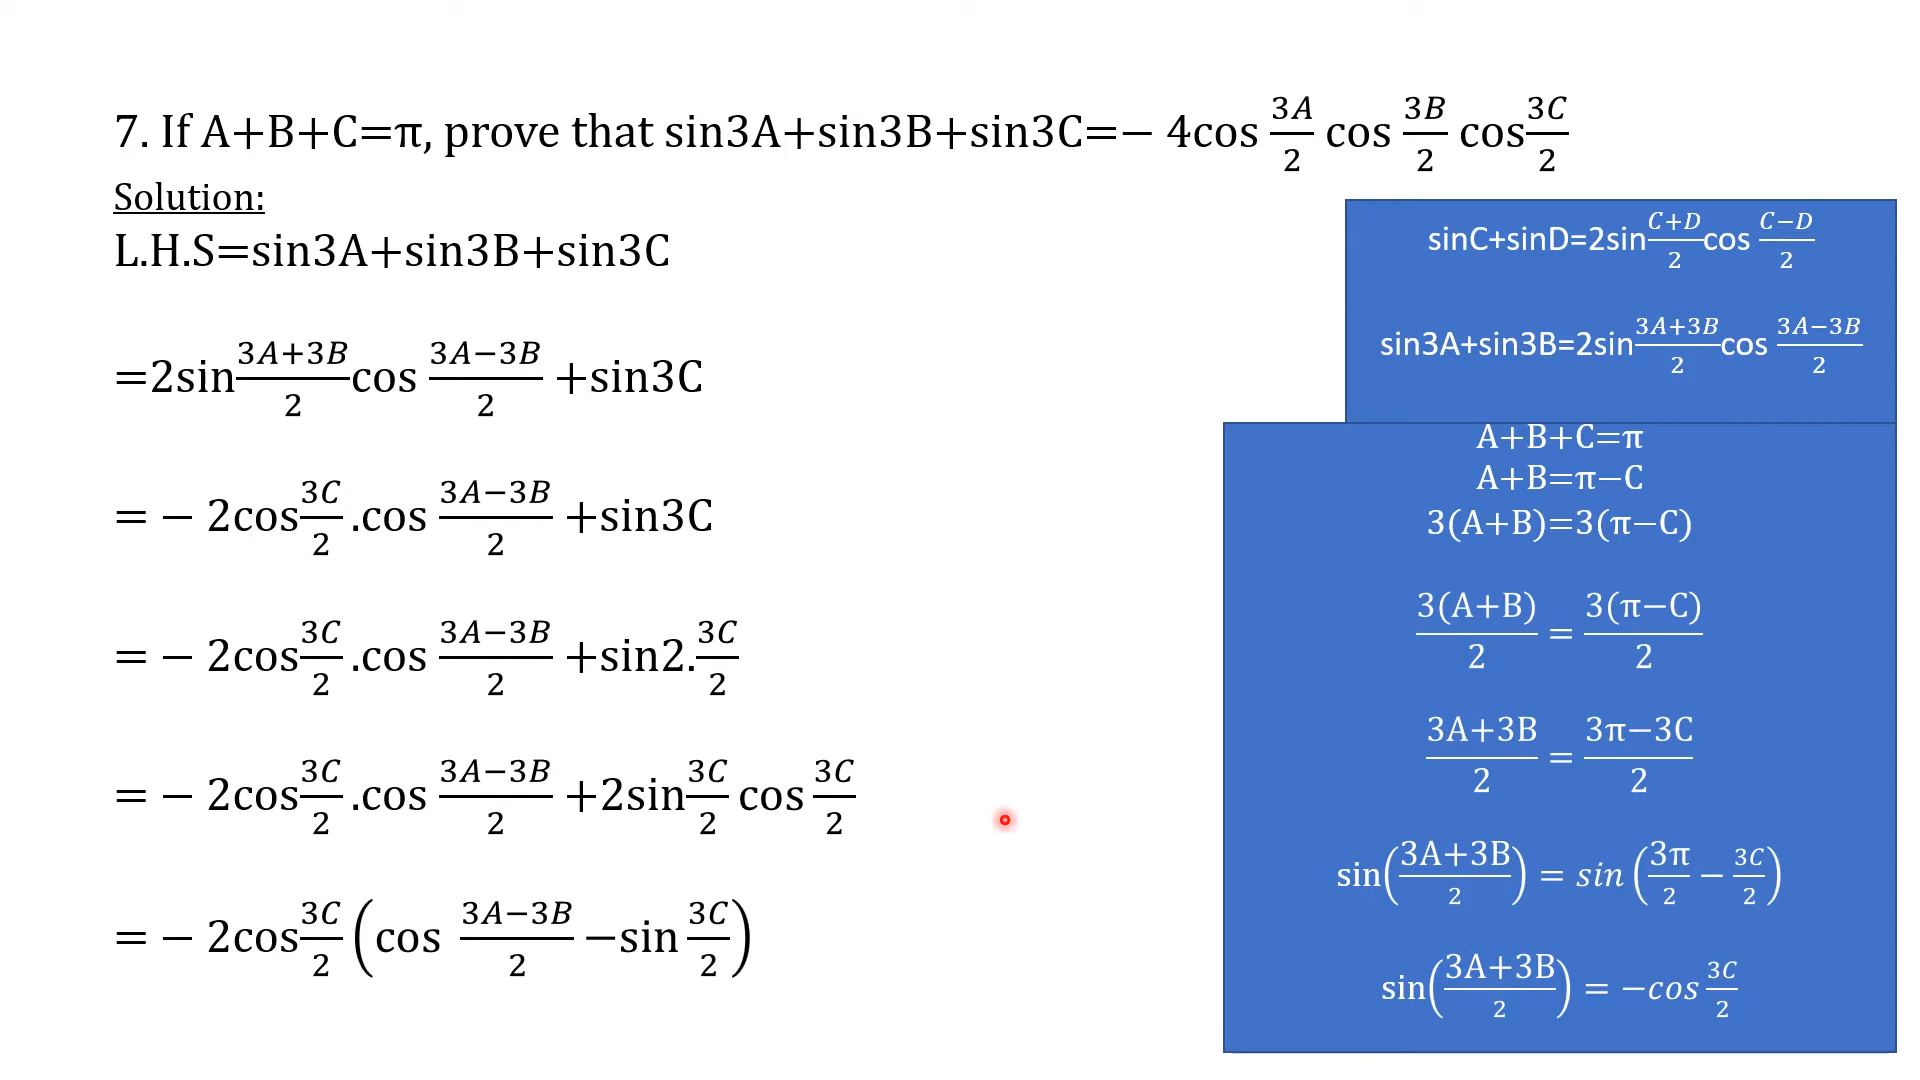 7. If A+B+C=π, prove that sin3A+sin3B+sin3C=− 4cos 3A/2 cos 3B/2 cos 3C/2
Solution:
L.H.S=sin3A+sin3B+sin3C
=2sin 3A+3B/2 cos 3A−3B/2 +sin3C
=− 2cos 3C/2 .cos 3A−3B/2 +sin3C
=− 2cos 3C/2 .cos 3A−3B/2 +sin2. 3C/2
=− 2cos 3C/2 .cos 3A−3B/2 +2sin 3C/2 cos 3C/2
=− 2cos 3C/2 (cos 3A−3B/2 −sin 3C/2)
sinC+sinD=2sin C+D/2 cos C−D/2
sin3A+sin3B=2sin 3A+3B/2 cos 3A−3B/2
A+B+C=π
A+B=π−C
3(A+B)=3(π−C)
3(A+B)/2 = 3(π−C)/2
3A+3B/2 = 3π−3C/2
sin(3A+3B/2) = sin(3π/2 − 3C/2)
sin(3A+3B/2) = −cos 3C/2